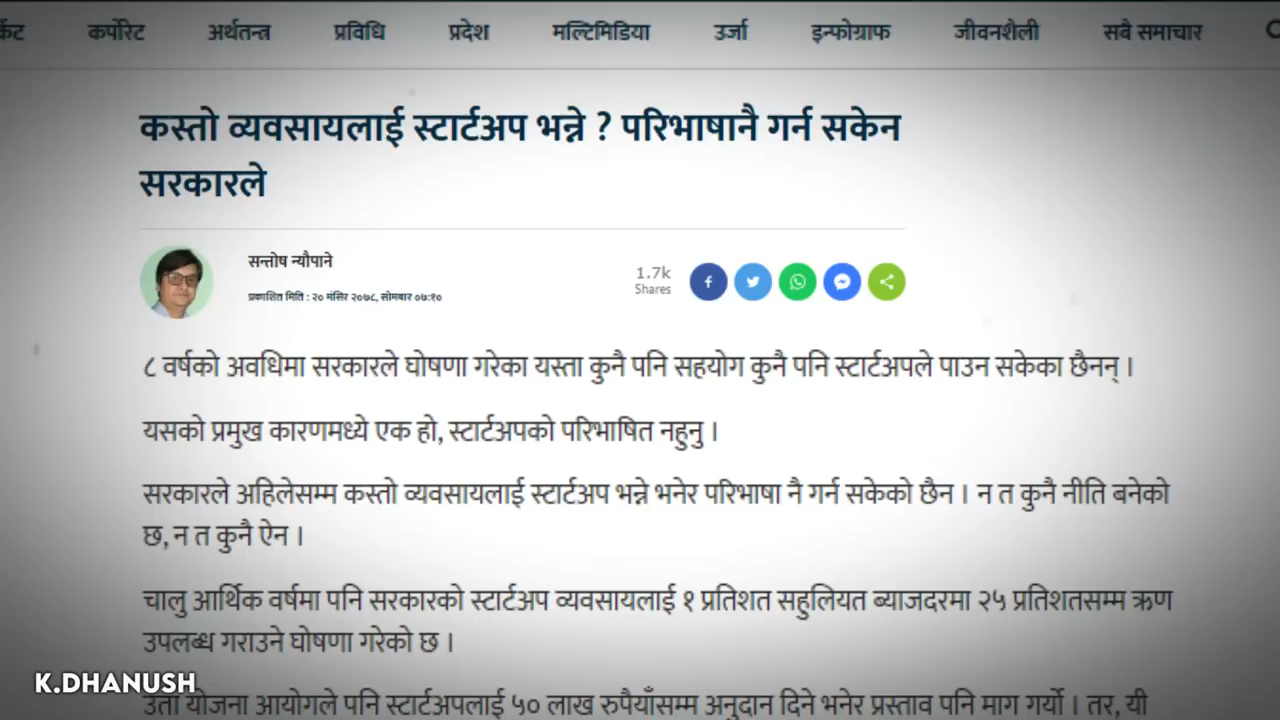 कर्पोरेट अर्थतन्त्र प्रविधि प्रदेश मल्टिमिडिया उर्जा इन्फोग्राफ जीवनशैली सबै समाचार
कस्तो व्यवसायलाई स्टार्टअप भन्ने ? परिभाषानै गर्न सकेन
सरकारले
सन्तोष न्यौपाने
प्रकाशित मिति : २० मंसिर २०७८, सोमबार ०७:१०
1.7k
Shares
८ वर्षको अवधिमा सरकारले घोषणा गरेका यस्ता कुनै पनि सहयोग कुनै पनि स्टार्टअपले पाउन सकेका छैनन् ।
यसको प्रमुख कारणमध्ये एक हो, स्टार्टअपको परिभाषित नहुनु ।
सरकारले अहिलेसम्म कस्तो व्यवसायलाई स्टार्टअप भन्ने भनेर परिभाषा नै गर्न सकेको छैन । न त कुनै नीति बनेको
छ, न त कुनै ऐन ।
चालु आर्थिक वर्षमा पनि सरकारको स्टार्टअप व्यवसायलाई १ प्रतिशत सहुलियत ब्याजदरमा २५ प्रतिशतसम्म ऋण
उपलब्ध गराउने घोषणा गरेको छ ।
उता योजना आयोगले पनि स्टार्टअपलाई ५० लाख रुपैयाँसम्म अनुदान दिने भनेर प्रस्ताव पनि माग गर्यो । तर, यी
K.DHANUSH